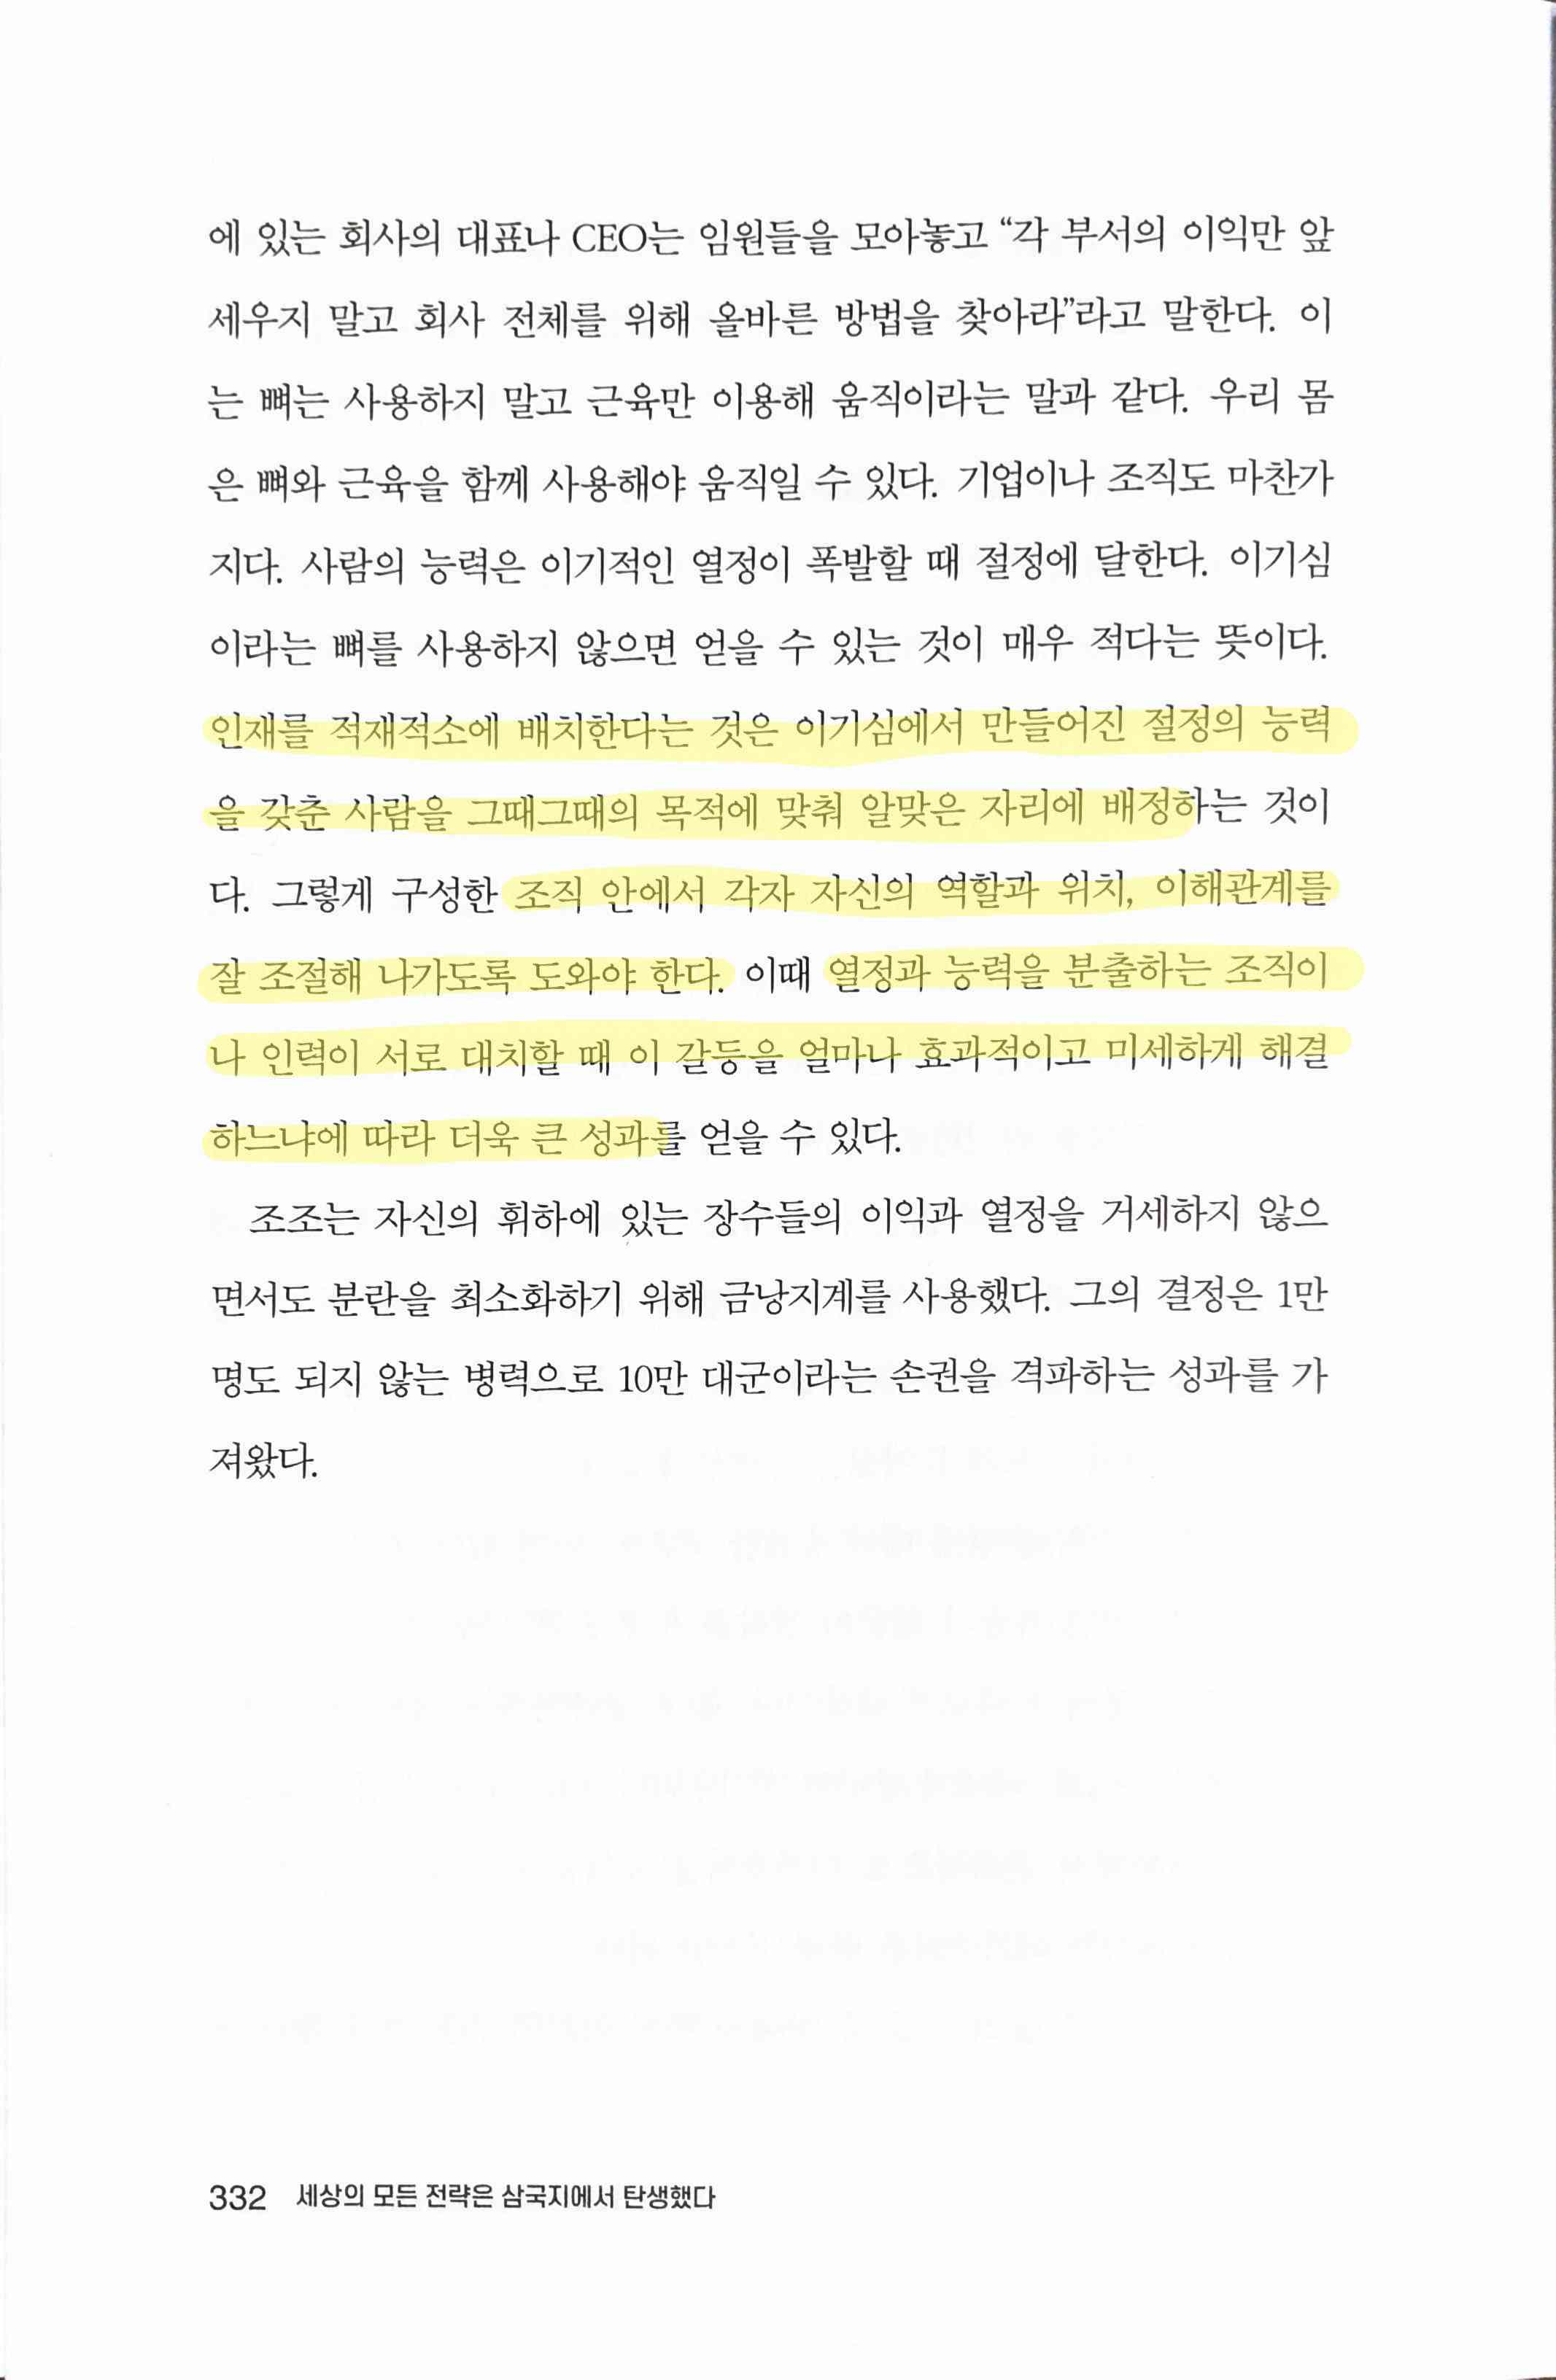 에 있는 회사의 대표나 CEO는 임원들을 모아놓고 “각 부서의 이익만 앞
세우지 말고 회사 전체를 위해 올바른 방법을 찾아라”라고 말한다. 이
는 뼈는 사용하지 말고 근육만 이용해 움직이라는 말과 같다. 우리 몸
은 뼈와 근육을 함께 사용해야 움직일 수 있다. 기업이나 조직도 마찬가
지다. 사람의 능력은 이기적인 열정이 폭발할 때 절정에 달한다. 이기심
이라는 뼈를 사용하지 않으면 얻을 수 있는 것이 매우 적다는 뜻이다.
인재를 적재적소에 배치한다는 것은 이기심에서 만들어진 절정의 능력
을 갖춘 사람을 그때그때의 목적에 맞춰 알맞은 자리에 배정하는 것이
다. 그렇게 구성한 조직 안에서 각자 자신의 역할과 위치, 이해관계를
잘 조절해 나가도록 도와야 한다. 이때 열정과 능력을 분출하는 조직이
나 인력이 서로 대치할 때 이 갈등을 얼마나 효과적이고 미세하게 해결
하느냐에 따라 더욱 큰 성과를 얻을 수 있다.
조조는 자신의 휘하에 있는 장수들의 이익과 열정을 거세하지 않으
면서도 분란을 최소화하기 위해 금낭지계를 사용했다. 그의 결정은 1만
명도 되지 않는 병력으로 10만 대군이라는 손권을 격파하는 성과를 가
져왔다.
332 세상의 모든 전략은 삼국지에서 탄생했다